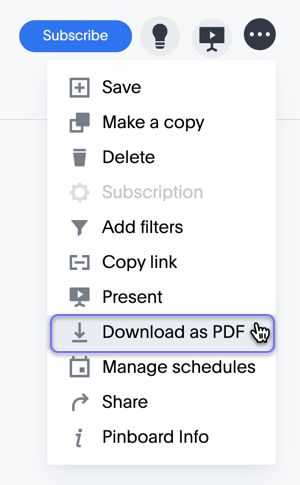 Subscribe
Save
Make a copy
Delete
Subscription
Add filters
Copy link
Present
Download as PDF
Manage schedules
Share
Pinboard Info